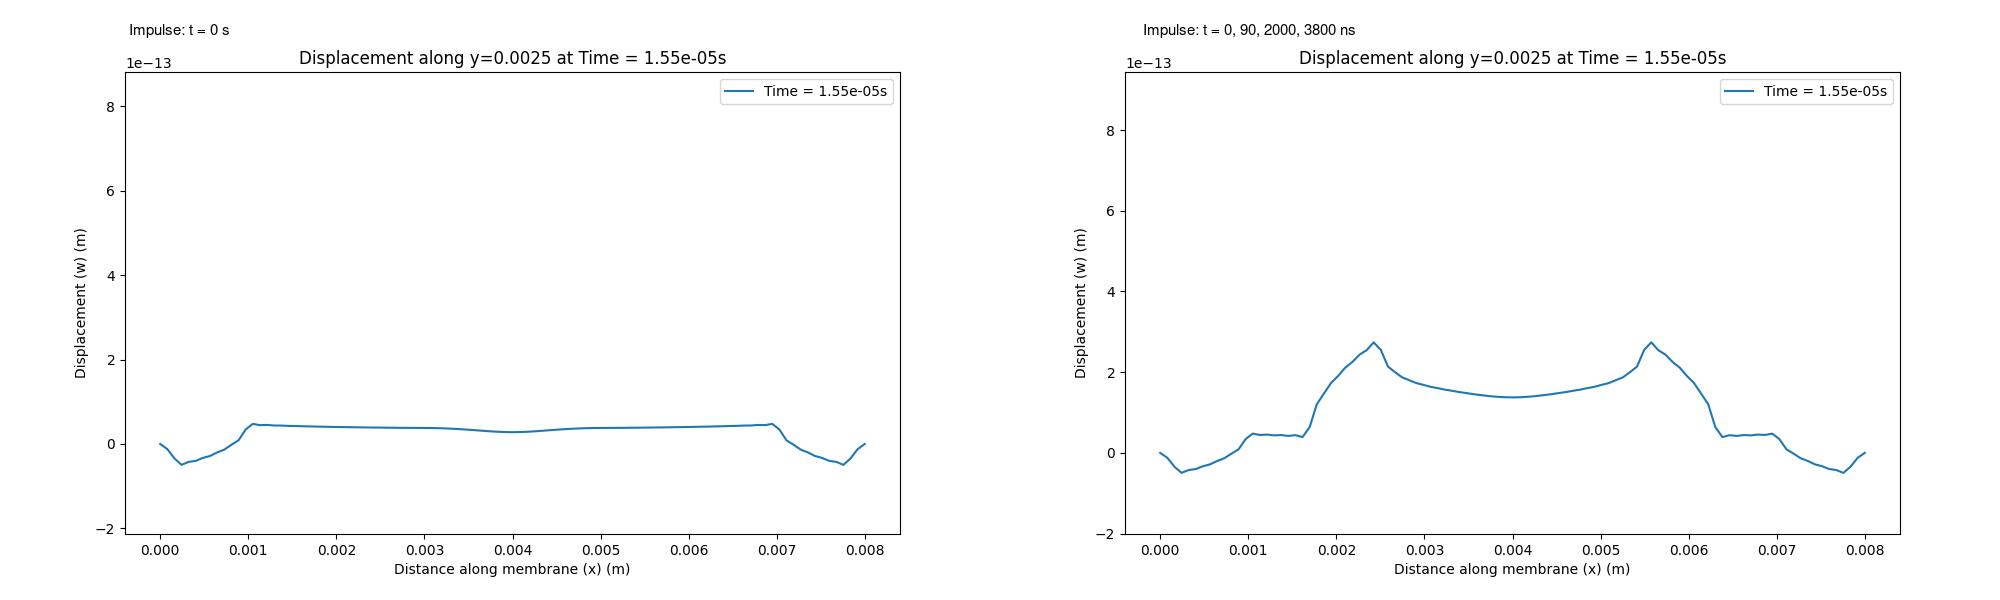 Impulse: t = 0 s
Displacement along y=0.0025 at Time = 1.55e-05s
1e−13
Time = 1.55e-05s
8
6
4
2
0
−2
Displacement (w) (m)
0.000 0.001 0.002 0.003 0.004 0.005 0.006 0.007 0.008
Distance along membrane (x) (m)
Impulse: t = 0, 90, 2000, 3800 ns
Displacement along y=0.0025 at Time = 1.55e-05s
1e−13
Time = 1.55e-05s
8
6
4
2
0
−2
Displacement (w) (m)
0.000 0.001 0.002 0.003 0.004 0.005 0.006 0.007 0.008
Distance along membrane (x) (m)